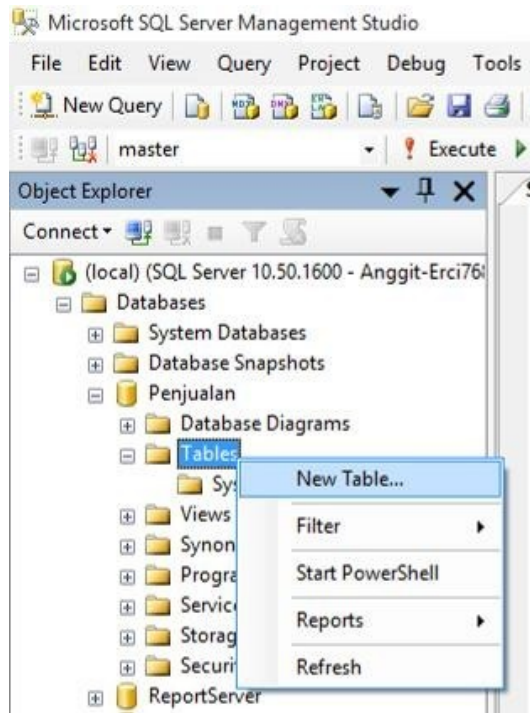 Microsoft SQL Server Management Studio
File Edit View Query Project Debug Tools
New Query
master Execute
Object Explorer
Connect
(local) (SQL Server 10.50.1600 - Anggit-Erci76
Databases
System Databases
Database Snapshots
Penjualan
Database Diagrams
Tables
Sys
New Table...
Views
Filter
Synon
Progra
Start PowerShell
Servic
Reports
Storag
Securi
Refresh
ReportServer